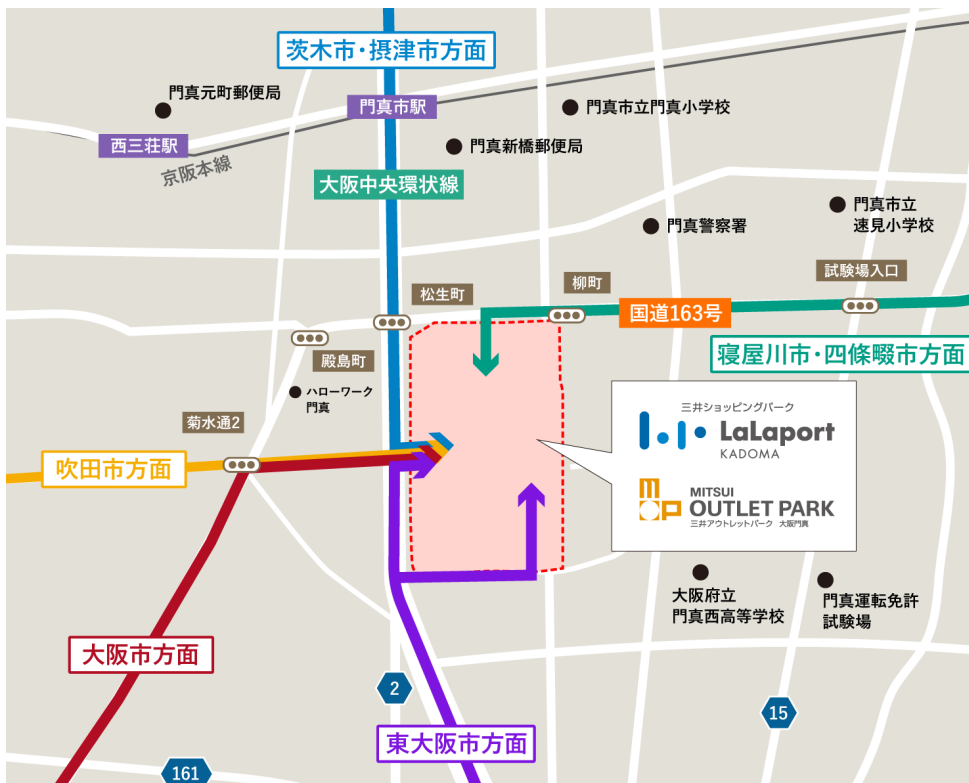 茨木市・摂津市方面
門真元町郵便局
門真市駅
門真市立門真小学校
西三荘駅
門真新橋郵便局
京阪本線
大阪中央環状線
門真市立
速見小学校
門真警察署
試験場入口
柳町
松生町
国道163号
殿島町
寝屋川市・四條畷市方面
ハローワーク
門真
菊水通2
三井ショッピングパーク
LaLaport
KADOMA
吹田市方面
MITSUI
OUTLET PARK
三井アウトレットパーク 大阪門真
大阪府立
門真西高等学校
門真運転免許
試験場
大阪市方面
2
15
東大阪市方面
161